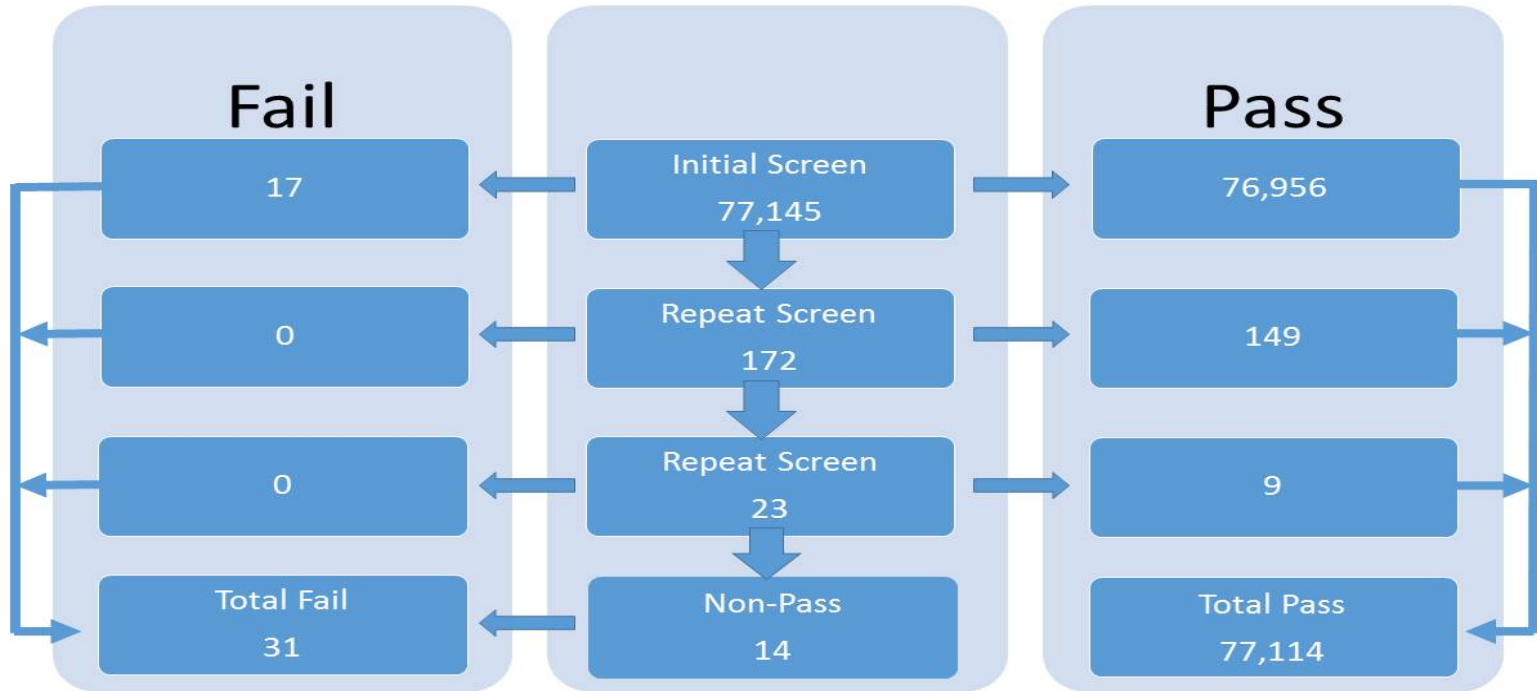 Fail
Pass
17
Initial Screen
77,145
76,956
0
Repeat Screen
172
149
0
Repeat Screen
23
9
Total Fail
31
Non-Pass
14
Total Pass
77,114